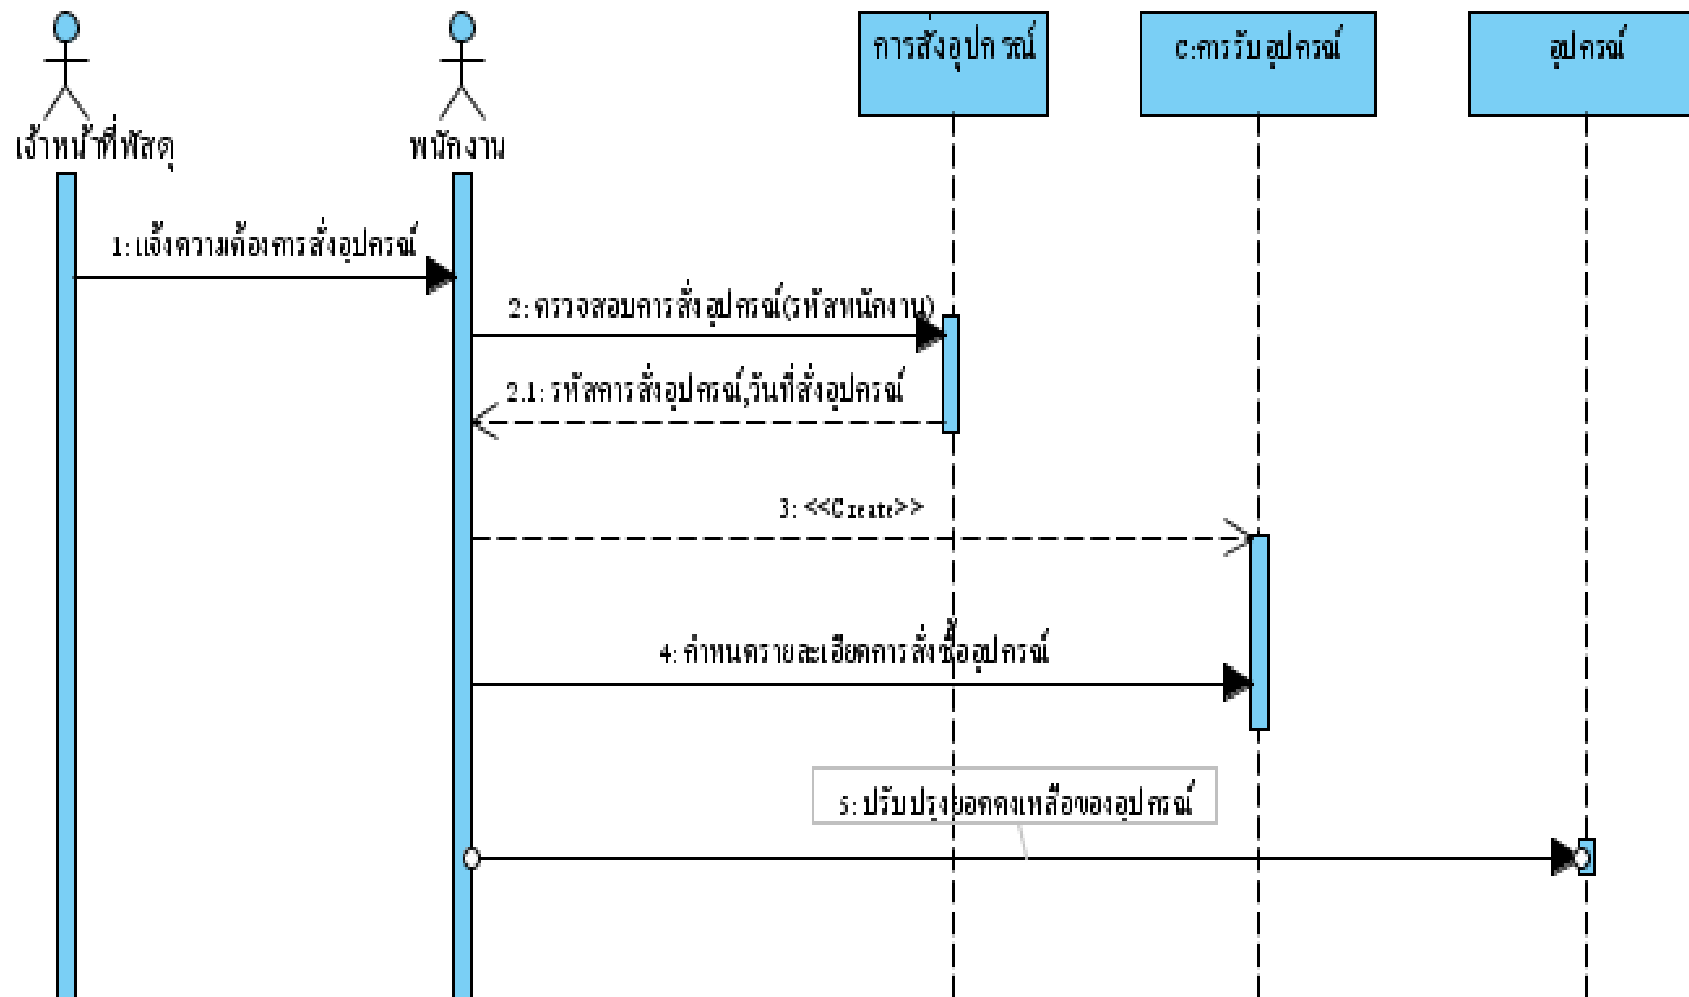 การสั่งอุปกรณ์
C:การรับอุปกรณ์
อุปกรณ์
เจ้าหน้าที่พัสดุ
พนักงาน
1: แจ้งความต้องการสั่งอุปกรณ์
2: ตรวจสอบการสั่งอุปกรณ์(รหัสพนักงาน)
2.1: รหัสการสั่งอุปกรณ์,วันที่สั่งอุปกรณ์
3: <<Create>>
4: กำหนดรายละเอียดการสั่งซื้ออุปกรณ์
5: ปรับปรุงยอดคงเหลือของอุปกรณ์